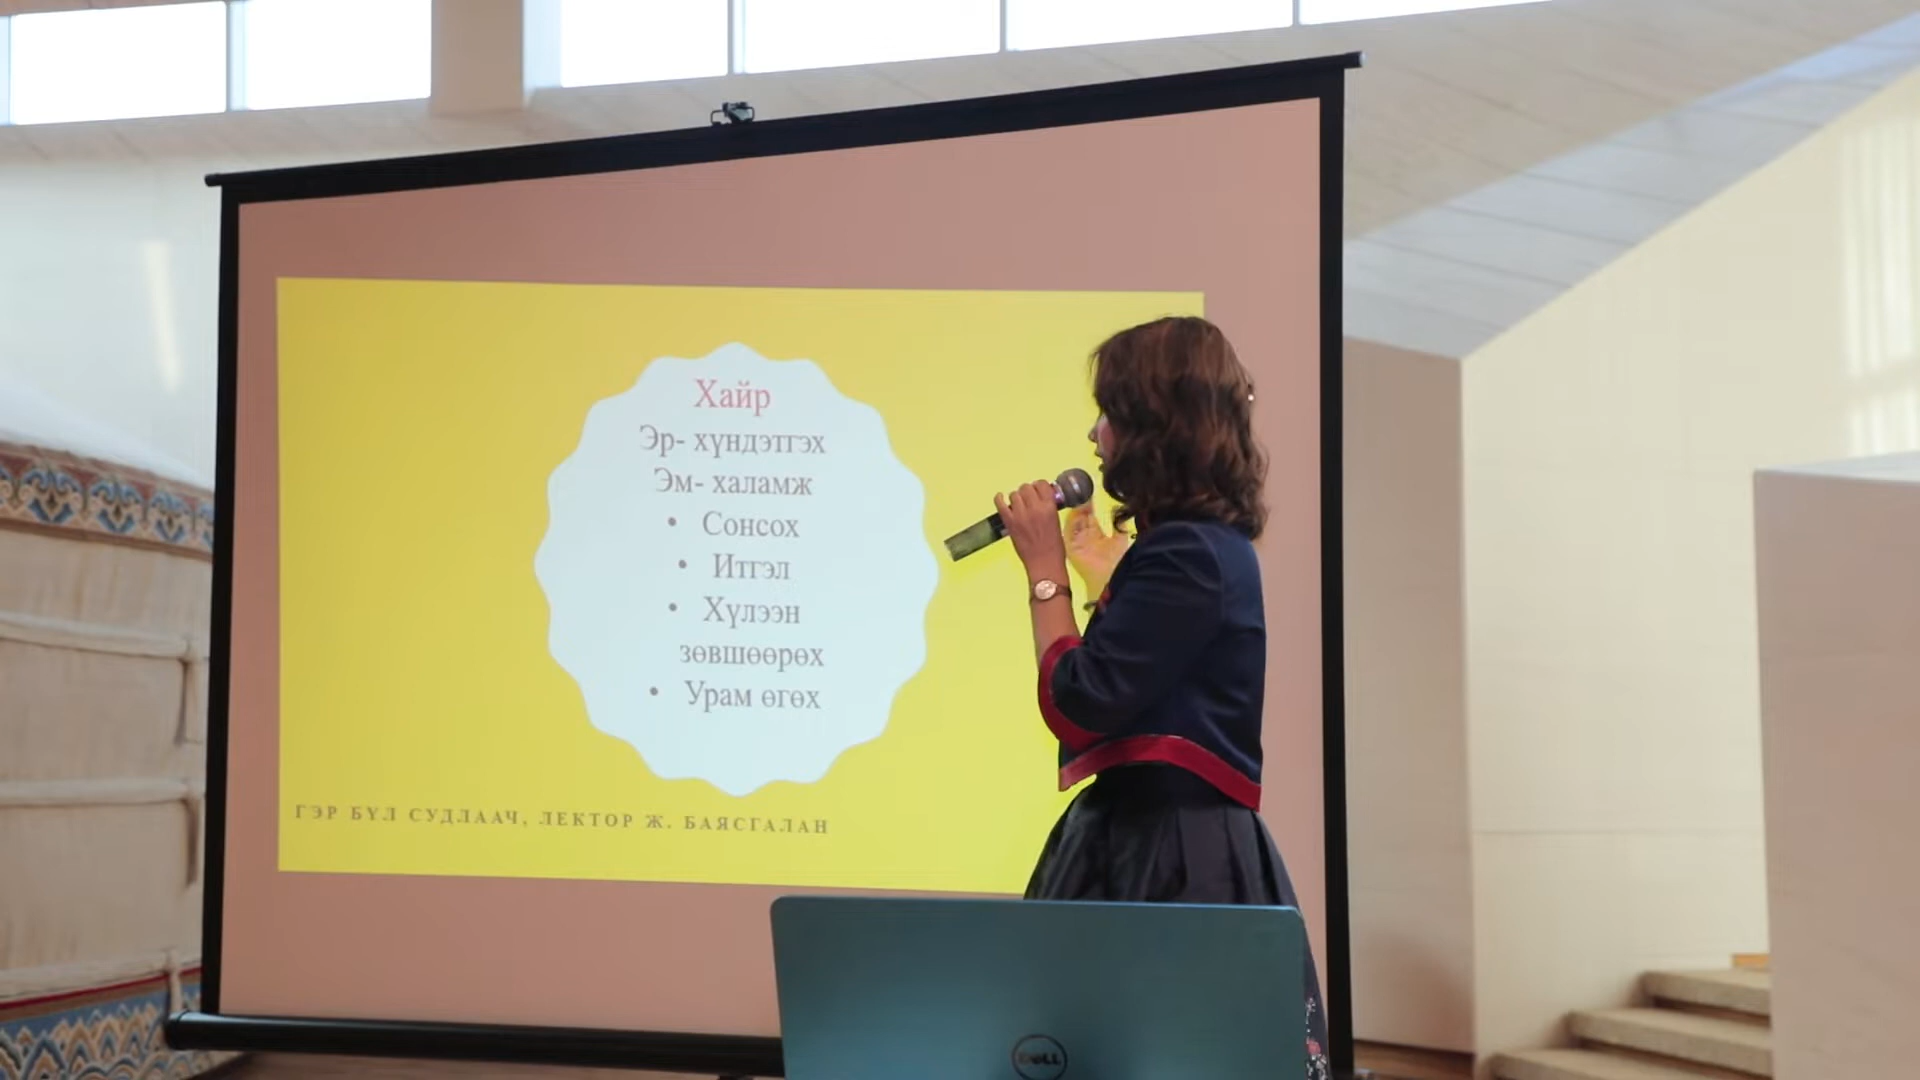 Хайр
Эр- хүндэтгэх
Эм- халамж
• Сонсох
• Итгэл
• Хүлээн
зөвшөөрөх
• Урам өгөх
ГЭР БҮЛ СУДЛААЧ, ЛЕКТОР Ж. БАЯСГАЛАН
DELL